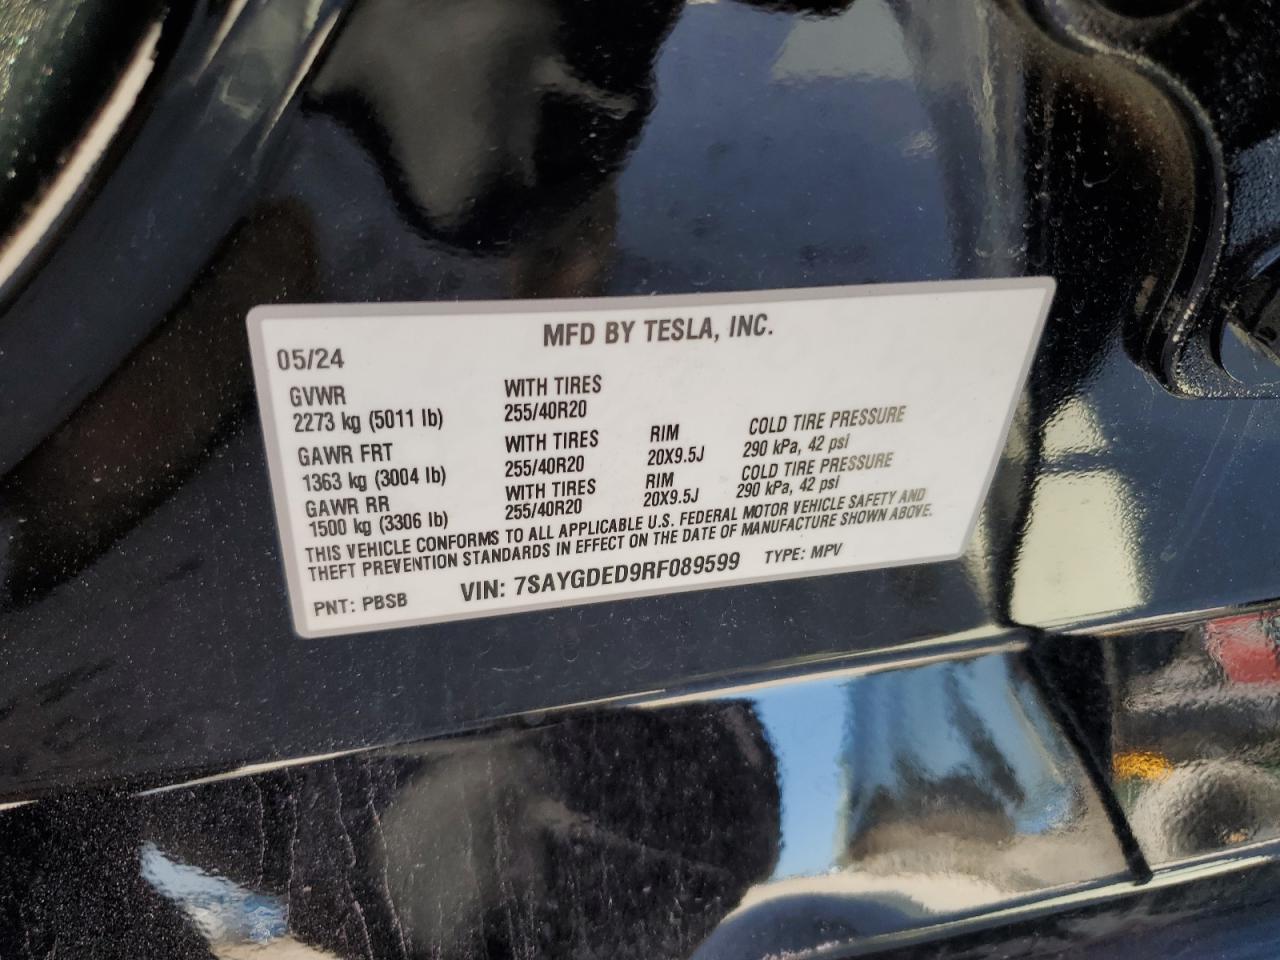 MFD BY TESLA, INC.
05/24
GVWR WITH TIRES
2273 kg (5011 lb) 255/40R20
GAWR FRT WITH TIRES RIM COLD TIRE PRESSURE
1363 kg (3004 lb) 255/40R20 20X9.5J 290 kPa, 42 psi
GAWR RR WITH TIRES RIM COLD TIRE PRESSURE
1500 kg (3306 lb) 255/40R20 20X9.5J 290 kPa, 42 psi
THIS VEHICLE CONFORMS TO ALL APPLICABLE U.S. FEDERAL MOTOR VEHICLE SAFETY AND
THEFT PREVENTION STANDARDS IN EFFECT ON THE DATE OF MANUFACTURE SHOWN ABOVE.
PNT: PBSB VIN: 7SAYGDED9RF089599 TYPE: MPV